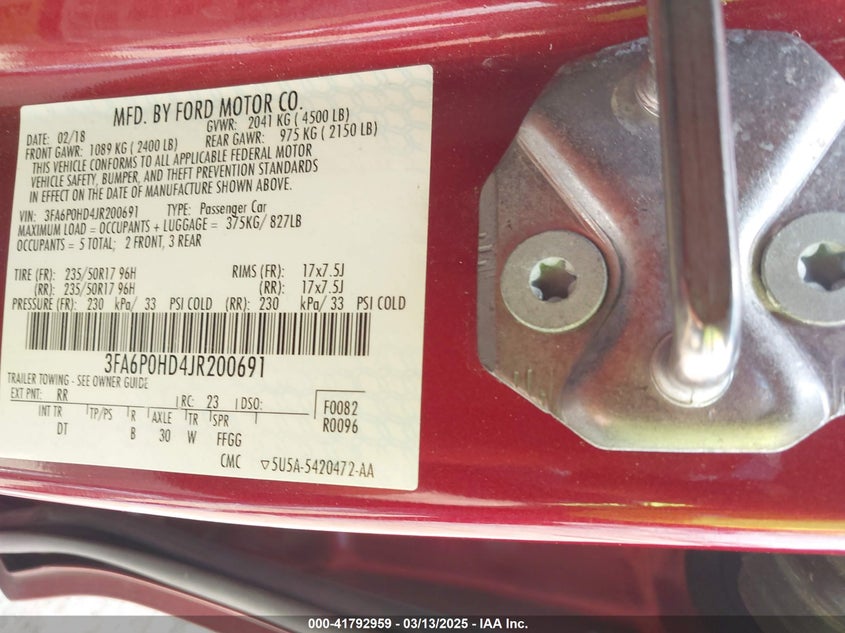 MFD. BY FORD MOTOR CO.
DATE: 02/18 GVWR: 2041 KG ( 4500 LB)
FRONT GAWR: 1089 KG ( 2400 LB) REAR GAWR: 975 KG ( 2150 LB)
THIS VEHICLE CONFORMS TO ALL APPLICABLE FEDERAL MOTOR
VEHICLE SAFETY, BUMPER, AND THEFT PREVENTION STANDARDS
IN EFFECT ON THE DATE OF MANUFACTURE SHOWN ABOVE.
VIN: 3FA6P0HD4JR200691 TYPE: Passenger Car
MAXIMUM LOAD = OCCUPANTS + LUGGAGE = 375KG/ 827LB
OCCUPANTS = 5 TOTAL; 2 FRONT, 3 REAR
TIRE (FR): 235/50R17 96H RIMS (FR): 17x7.5J
(RR): 235/50R17 96H (RR): 17x7.5J
PRESSURE (FR): 230 kPa/ 33 PSI COLD (RR): 230 kPa/ 33 PSI COLD
3FA6P0HD4JR200691
TRAILER TOWING - SEE OWNER GUIDE
EXT PNT: RR RC: 23 DSO: F0082
INT TR TP/PS R AXLE TR SPR R0096
DT B 30 W FFGG
CMC ▽5U5A-5420472-AA
000-41792959 | 03/13/2025 - IAA Inc.